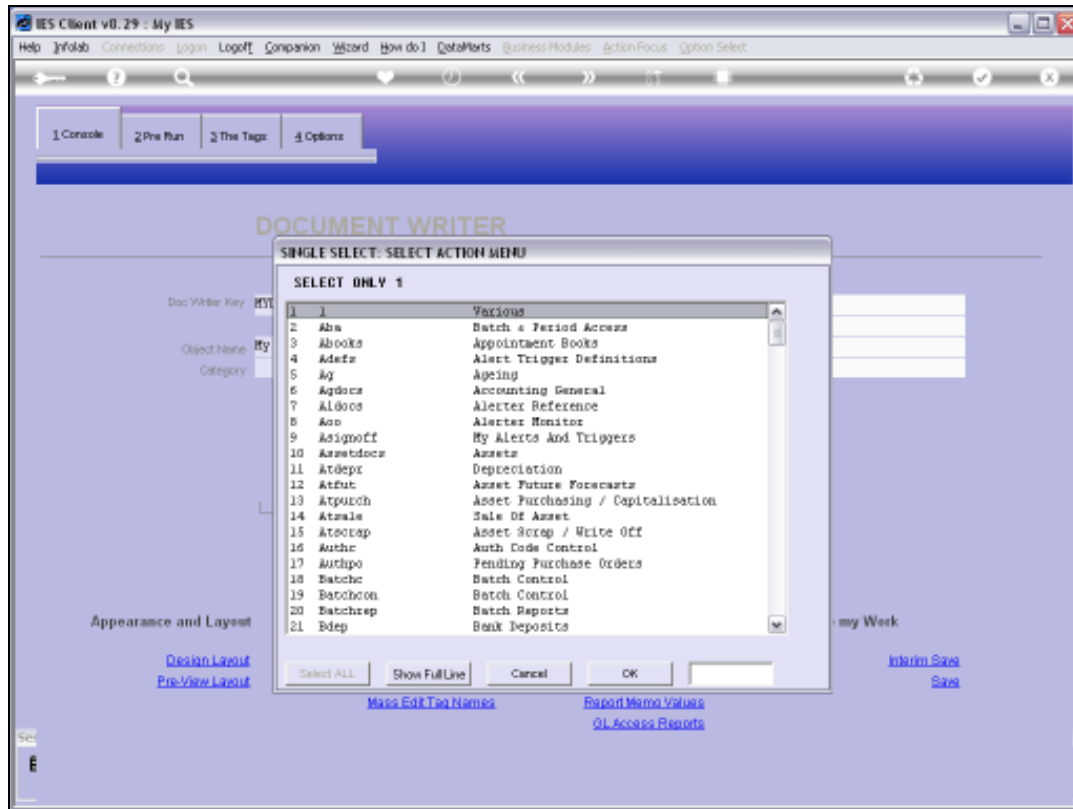 IES Client v8.29 : My IES
Help Infolab Connections Logon Logoff Companion Wizard How do I DataMarts Business Modules Action Focus Option Select
1 Console 2 Pre Run 3 The Tags 4 Options
DOCUMENT WRITER
SINGLE SELECT: SELECT ACTION MENU
SELECT ONLY 1
Doc Writer Key
Object Name My
Category
1 1 Various
2 Aba Batch & Period Access
3 Abooks Appointment Books
4 Adefs Alert Trigger Definitions
5 Ag Ageing
6 Agdocs Accounting General
7 Aldocs Alerter Reference
8 Aoo Alerter Monitor
9 Asignoff My Alerts And Triggers
10 Assetdocs Assets
11 Atdepr Depreciation
12 Atfut Asset Future Forecasts
13 Atpurch Asset Purchasing / Capitalisation
14 Atsale Sale Of Asset
15 Atscrap Asset Scrap / Write Off
16 Authc Auth Code Control
17 Authpo Pending Purchase Orders
18 Batchc Batch Control
19 Batchcon Batch Control
20 Batchrep Batch Reports
21 Bdep Bank Deposits
Select ALL Show Full Line Cancel OK
Appearance and Layout
my Work
Design Layout
Interim Save
Pre-View Layout
Save
Mass Edit Tag Names
Report Memo Values
GL Access Reports